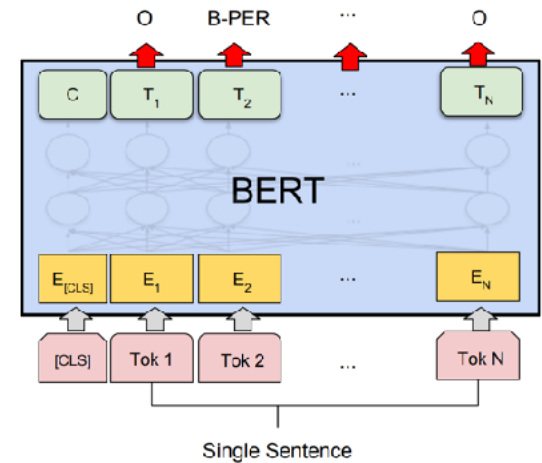 O B-PER ... O
C T1 T2 ... TN
...
BERT
...
E[CLS] E1 E2 ... EN
[CLS] Tok 1 Tok 2 ... Tok N
Single Sentence